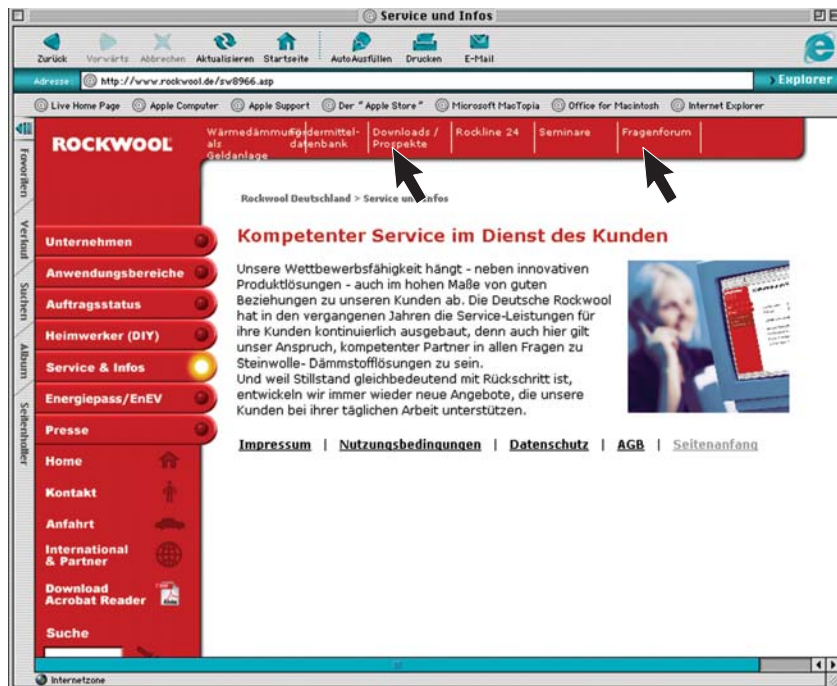 Service und Infos
Zurück Vorwärts Abbrechen Aktualisieren Startseite AutoAusfüllen Drucken E-Mail
Adresse: http://www.rockwool.de/sw8966.asp
Explorer
Live Home Page Apple Computer Apple Support Der "Apple Store" Microsoft MacTopia Office for Macintosh Internet Explorer
Favoriten
Verlauf
Suchen
Album
Seitenhalter
ROCKWOOL
Wärmedämmung
als
Geldanlage
Fördermittel-
datenbank
Downloads /
Prospekte
Rockline 24
Seminare
Fragenforum
Rockwool Deutschland > Service und Infos
Unternehmen
Anwendungsbereiche
Auftragsstatus
Heimwerker (DIY)
Service & Infos
Energiepass/EnEV
Presse
Home
Kontakt
Anfahrt
International
& Partner
Download
Acrobat Reader
Suche
Kompetenter Service im Dienst des Kunden
Unsere Wettbewerbsfähigkeit hängt - neben innovativen
Produktlösungen - auch im hohen Maße von guten
Beziehungen zu unseren Kunden ab. Die Deutsche Rockwool
hat in den vergangenen Jahren die Service-Leistungen für
ihre Kunden kontinuierlich ausgebaut, denn auch hier gilt
unser Anspruch, kompetenter Partner in allen Fragen zu
Steinwolle- Dämmstofflösungen zu sein.
Und weil Stillstand gleichbedeutend mit Rückschritt ist,
entwickeln wir immer wieder neue Angebote, die unsere
Kunden bei ihrer täglichen Arbeit unterstützen.
Impressum | Nutzungsbedingungen | Datenschutz | AGB | Seitenanfang
Internetzone